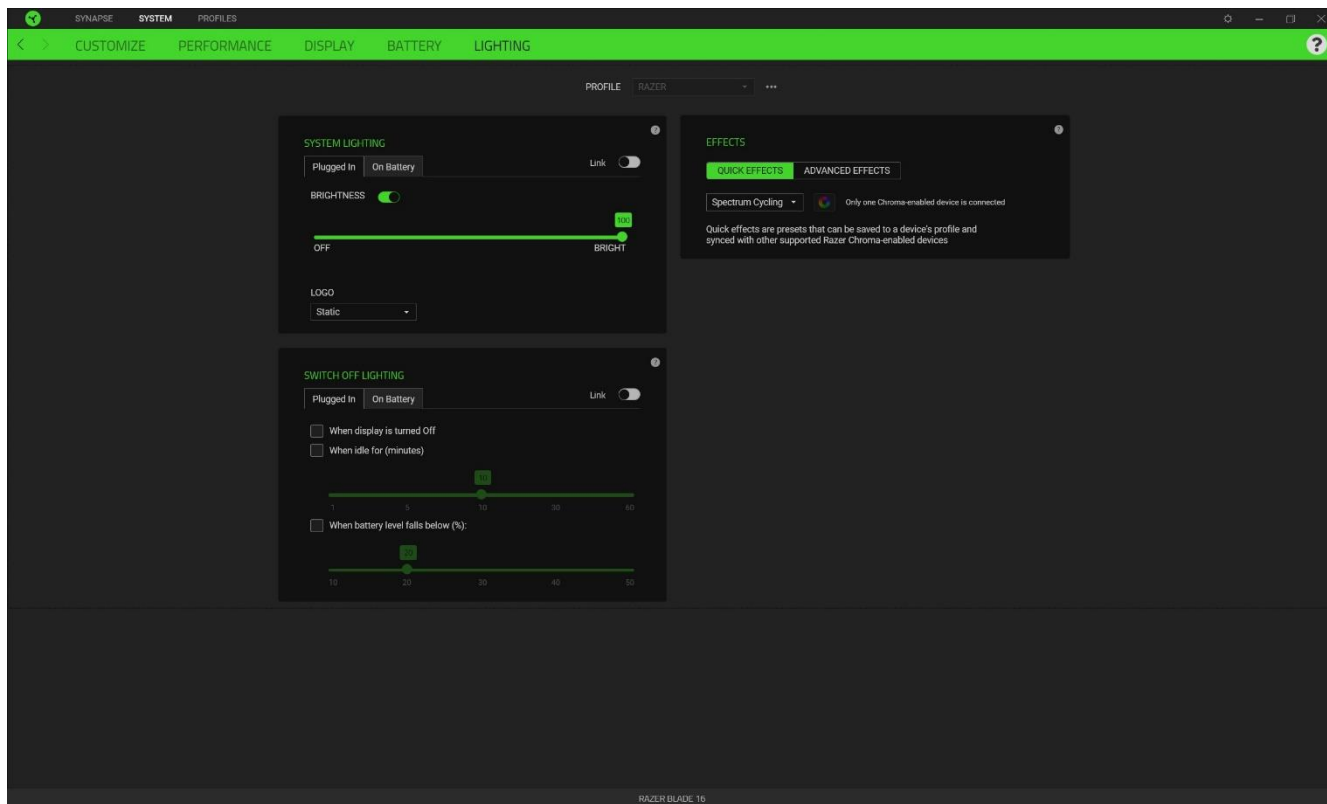 SYNAPSE SYSTEM PROFILES
CUSTOMIZE PERFORMANCE DISPLAY BATTERY LIGHTING ?
PROFILE RAZER
SYSTEM LIGHTING
Plugged In On Battery Link
BRIGHTNESS
100
OFF BRIGHT
LOGO
Static
SWITCH OFF LIGHTING
Plugged In On Battery Link
When display is turned Off
When idle for (minutes)
10
1 5 10 30 60
When battery level falls below (%):
20
10 20 30 40 50
EFFECTS
QUICK EFFECTS ADVANCED EFFECTS
Spectrum Cycling Only one Chroma-enabled device is connected
Quick effects are presets that can be saved to a device's profile and
synced with other supported Razer Chroma-enabled devices
RAZER BLADE 16